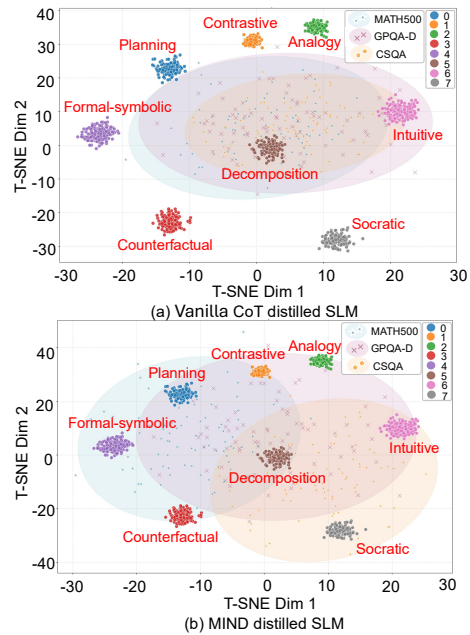 40
30
20
10
0
-10
-20
-30
T-SNE Dim 2
Contrastive
Analogy
Planning
Formal-symbolic
Intuitive
Decomposition
Counterfactual
Socratic
MATH500
GPQA-D
CSQA
0
1
2
3
4
5
6
7
-30
-20
-10
0
10
20
30
T-SNE Dim 1
(a) Vanilla CoT distilled SLM
40
20
0
-20
-40
T-SNE Dim 2
Contrastive
Analogy
Planning
Formal-symbolic
Intuitive
Decomposition
Counterfactual
Socratic
MATH500
GPQA-D
CSQA
0
1
2
3
4
5
6
7
-30
-20
-10
0
10
20
30
T-SNE Dim 1
(b) MIND distilled SLM